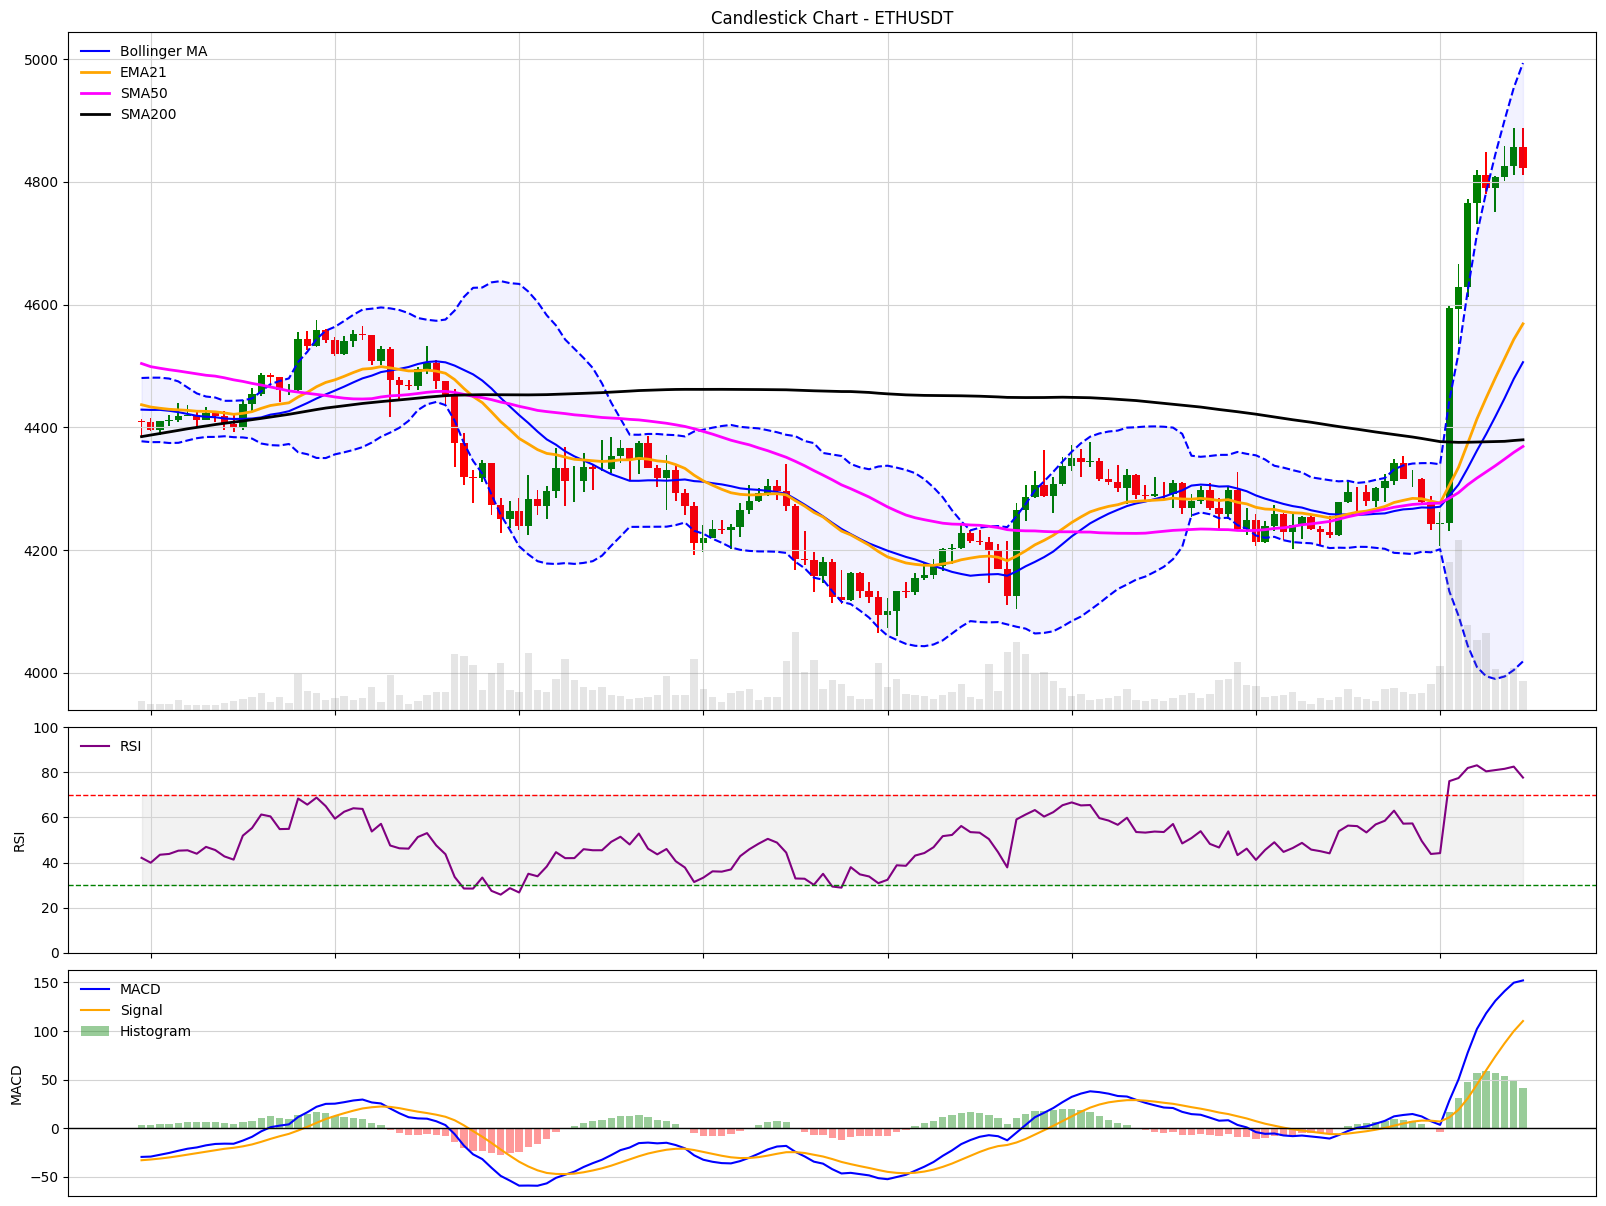 Candlestick Chart - ETHUSDT
Bollinger MA
EMA21
SMA50
SMA200
5000
4800
4600
4400
4200
4000
RSI
100
80
60
40
20
0
RSI
MACD
Signal
Histogram
150
100
50
0
−50
MACD